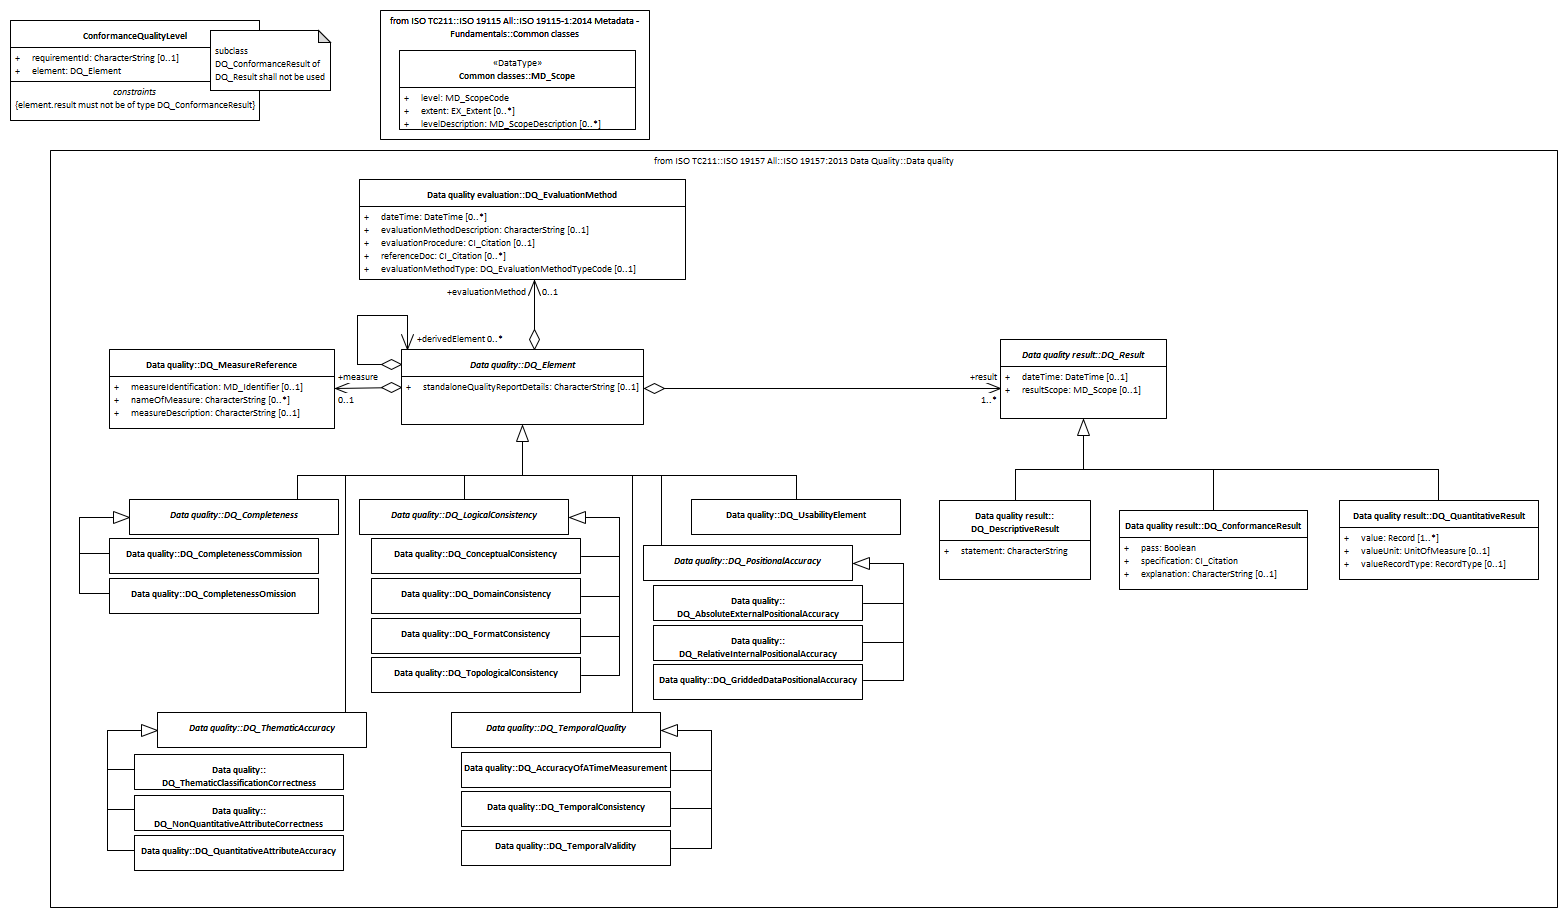 ConformanceQualityLevel
+ requirementId: CharacterString [0..1]
+ element: DQ_Element
constraints
{element.result must not be of type DQ_ConformanceResult}
subclass
DQ_ConformanceResult of
DQ_Result shall not be used
from ISO TC211::ISO 19115 All::ISO 19115-1:2014 Metadata -
Fundamentals::Common classes
«DataType»
Common classes::MD_Scope
+ level: MD_ScopeCode
+ extent: EX_Extent [0..*]
+ levelDescription: MD_ScopeDescription [0..*]
from ISO TC211::ISO 19157 All::ISO 19157:2013 Data Quality::Data quality
Data quality evaluation::DQ_EvaluationMethod
+ dateTime: DateTime [0..*]
+ evaluationMethodDescription: CharacterString [0..1]
+ evaluationProcedure: CI_Citation [0..1]
+ referenceDoc: CI_Citation [0..*]
+ evaluationMethodType: DQ_EvaluationMethodTypeCode [0..1]
+evaluationMethod 0..1
+derivedElement 0..*
Data quality::DQ_MeasureReference
+ measureIdentification: MD_Identifier [0..1]
+ nameOfMeasure: CharacterString [0..*]
+ measureDescription: CharacterString [0..1]
+measure
0..1
Data quality::DQ_Element
+ standaloneQualityReportDetails: CharacterString [0..1]
+result
1..*
Data quality result::DQ_Result
+ dateTime: DateTime [0..1]
+ resultScope: MD_Scope [0..1]
Data quality::DQ_Completeness
Data quality::DQ_CompletenessCommission
Data quality::DQ_CompletenessOmission
Data quality::DQ_LogicalConsistency
Data quality::DQ_ConceptualConsistency
Data quality::DQ_DomainConsistency
Data quality::DQ_FormatConsistency
Data quality::DQ_TopologicalConsistency
Data quality::DQ_UsabilityElement
Data quality::DQ_PositionalAccuracy
Data quality::
DQ_AbsoluteExternalPositionalAccuracy
Data quality::
DQ_RelativeInternalPositionalAccuracy
Data quality::DQ_GriddedDataPositionalAccuracy
Data quality result::
DQ_DescriptiveResult
+ statement: CharacterString
Data quality result::DQ_ConformanceResult
+ pass: Boolean
+ specification: CI_Citation
+ explanation: CharacterString [0..1]
Data quality result::DQ_QuantitativeResult
+ value: Record [1..*]
+ valueUnit: UnitOfMeasure [0..1]
+ valueRecordType: RecordType [0..1]
Data quality::DQ_ThematicAccuracy
Data quality::
DQ_ThematicClassificationCorrectness
Data quality::
DQ_NonQuantitativeAttributeCorrectness
Data quality::DQ_QuantitativeAttributeAccuracy
Data quality::DQ_TemporalQuality
Data quality::DQ_AccuracyOfATimeMeasurement
Data quality::DQ_TemporalConsistency
Data quality::DQ_TemporalValidity